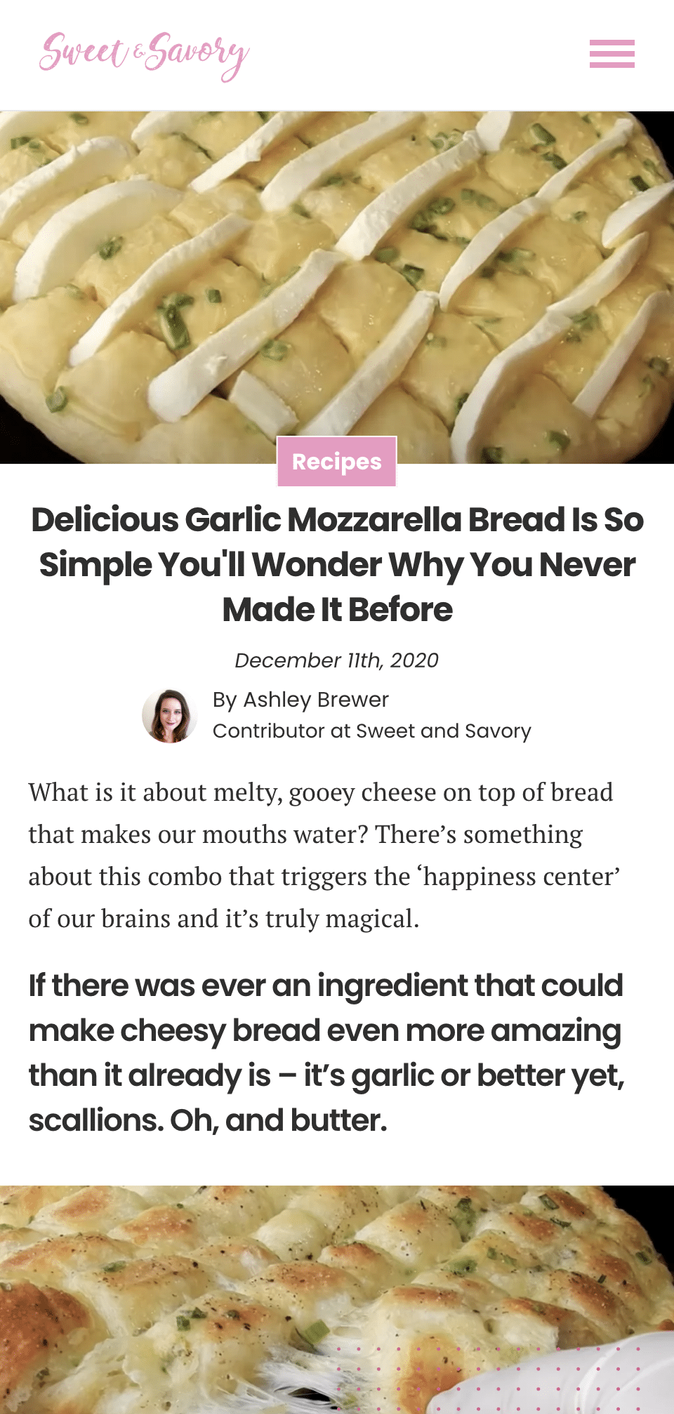 Sweet & Savory
Recipes
Delicious Garlic Mozzarella Bread Is So
Simple You'll Wonder Why You Never
Made It Before
December 11th, 2020
By Ashley Brewer
Contributor at Sweet and Savory
What is it about melty, gooey cheese on top of bread
that makes our mouths water? There’s something
about this combo that triggers the ‘happiness center’
of our brains and it’s truly magical.
If there was ever an ingredient that could
make cheesy bread even more amazing
than it already is – it’s garlic or better yet,
scallions. Oh, and butter.